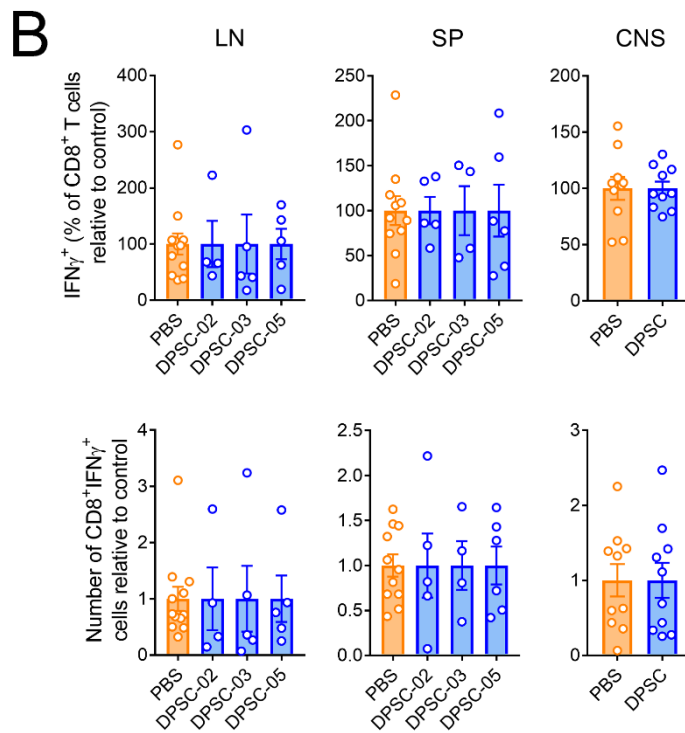 B
LN
SP
CNS
IFNγ⁺ (% of CD8⁺ T cells
relative to control)
400
300
200
100
0
PBS
DPSC-02
DPSC-03
DPSC-05
250
200
150
100
50
0
PBS
DPSC-02
DPSC-03
DPSC-05
200
150
100
50
0
PBS
DPSC
Number of CD8⁺IFNγ⁺
cells relative to control
4
3
2
1
0
PBS
DPSC-02
DPSC-03
DPSC-05
2.5
2.0
1.5
1.0
0.5
0.0
PBS
DPSC-02
DPSC-03
DPSC-05
3
2
1
0
PBS
DPSC